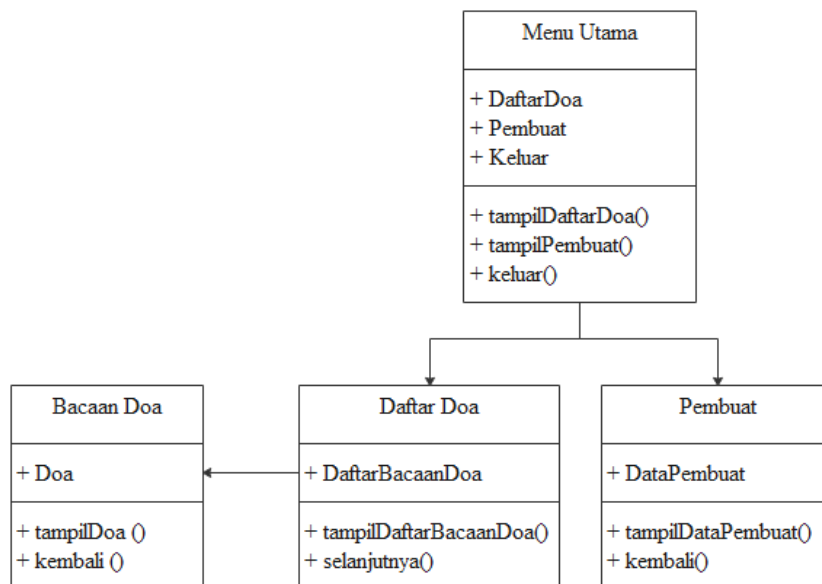 Menu Utama
+ DaftarDoa
+ Pembuat
+ Keluar
+ tampilDaftarDoa()
+ tampilPembuat()
+ keluar()
Bacaan Doa
+ Doa
+ tampilDoa ()
+ kembali ()
Daftar Doa
+ DaftarBacaanDoa
+ tampilDaftarBacaanDoa()
+ selanjutnya()
Pembuat
+ DataPembuat
+ tampilDataPembuat()
+ kembali()